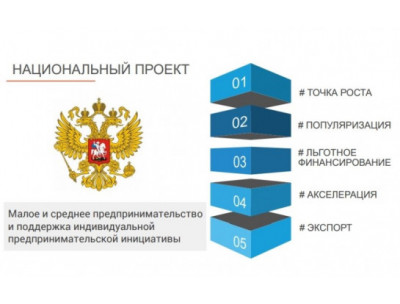 НАЦИОНАЛЬНЫЙ ПРОЕКТ
Малое и среднее предпринимательство
и поддержка индивидуальной
предпринимательской инициативы
01
# ТОЧКА РОСТА
02
# ПОПУЛЯРИЗАЦИЯ
03
# ЛЬГОТНОЕ
ФИНАНСИРОВАНИЕ
04
# АКСЕЛЕРАЦИЯ
05
# ЭКСПОРТ